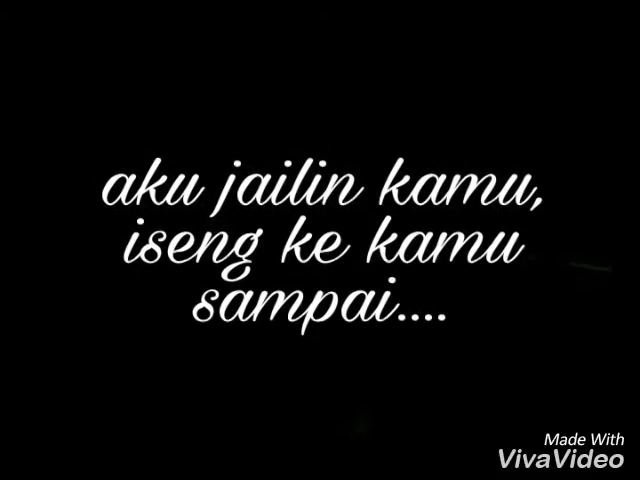 aku jailin kamu,
iseng ke kamu
sampai....
Made With
VivaVideo